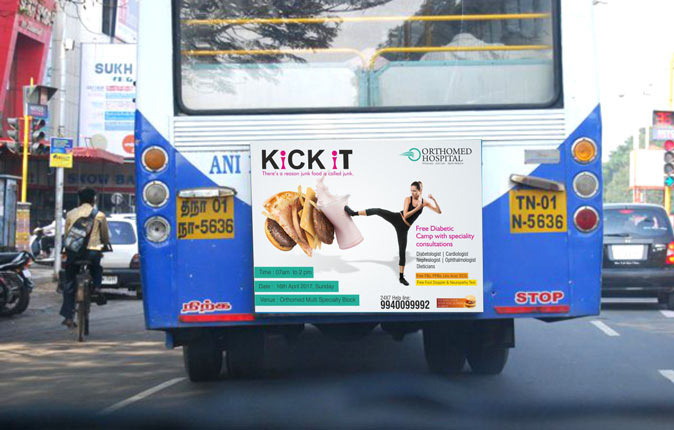 SUKH
ANI
தநா 01
நா-5636
KiCK iT
There's a reason junk food is called junk.
ORTHOMED
HOSPITAL
Free Diabetic
Camp with speciality
consultations
Diabetologist | Cardiologist
Nephrologist | Ophthalmologist
Dieticians
Time : 07am to 2 pm
Date : 16th April 2017, Sunday
Venue : Orthomed Multi Speciality Block
24X7 Help line
9940099992
TN-01
N-5636
நிற்க
STOP